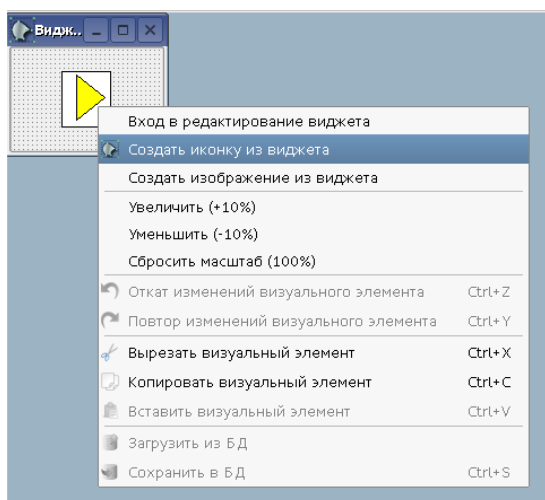 Видж..
Вход в редактирование виджета
Создать иконку из виджета
Создать изображение из виджета
Увеличить (+10%)
Уменьшить (-10%)
Сбросить масштаб (100%)
Откат изменений визуального элемента Ctrl+Z
Повтор изменений визуального элемента Ctrl+Y
Вырезать визуальный элемент Ctrl+X
Копировать визуальный элемент Ctrl+C
Вставить визуальный элемент Ctrl+V
Загрузить из БД
Сохранить в БД Ctrl+S